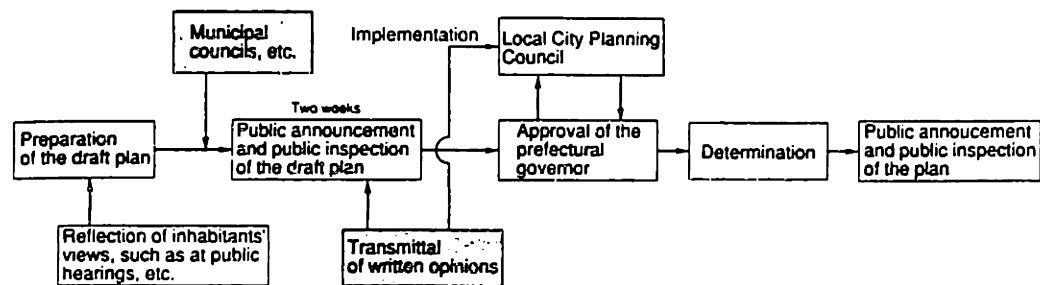 Municipal
councils, etc.
Implementation
Local City Planning
Council
Two weeks
Preparation
of the draft plan
Public announcement
and public inspection
of the draft plan
Approval of the
prefectural
governor
Determination
Public annoucement
and public inspection
of the plan
Reflection of inhabitants'
views, such as at public
hearings, etc.
Transmittal
of written opinions